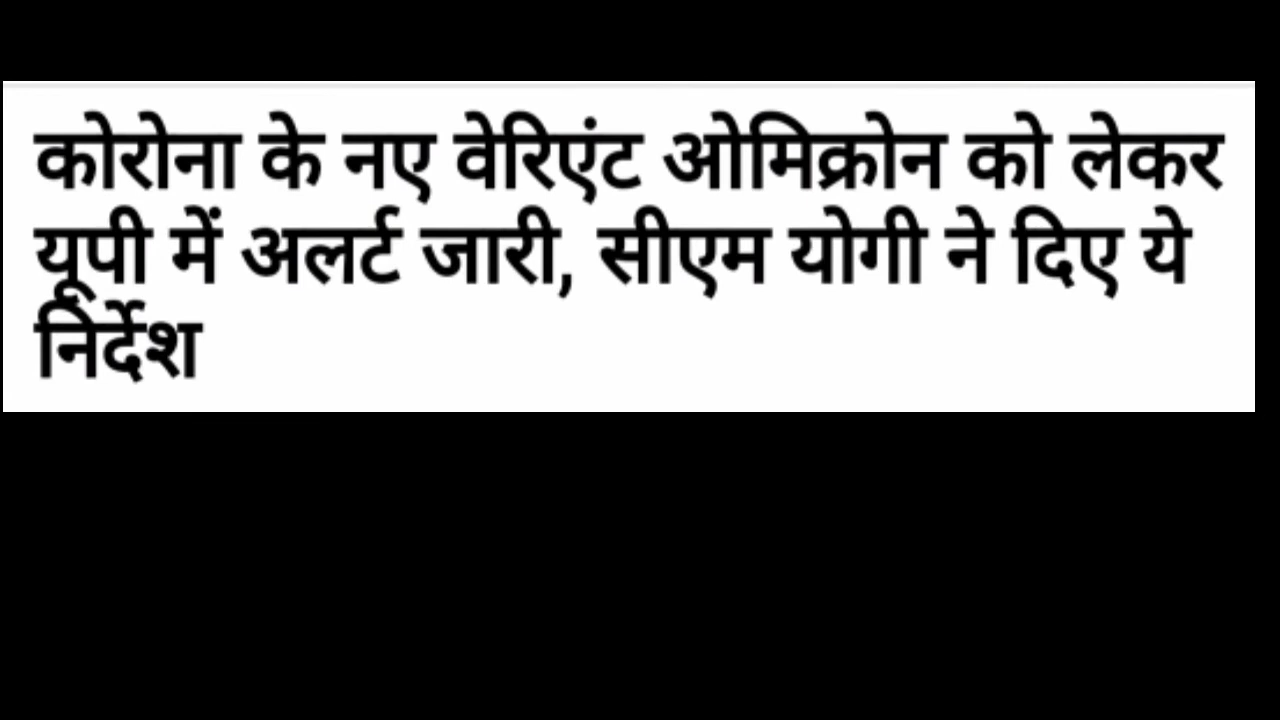 कोरोना के नए वेरिएंट ओमिक्रोन को लेकर
यूपी में अलर्ट जारी, सीएम योगी ने दिए ये
निर्देश